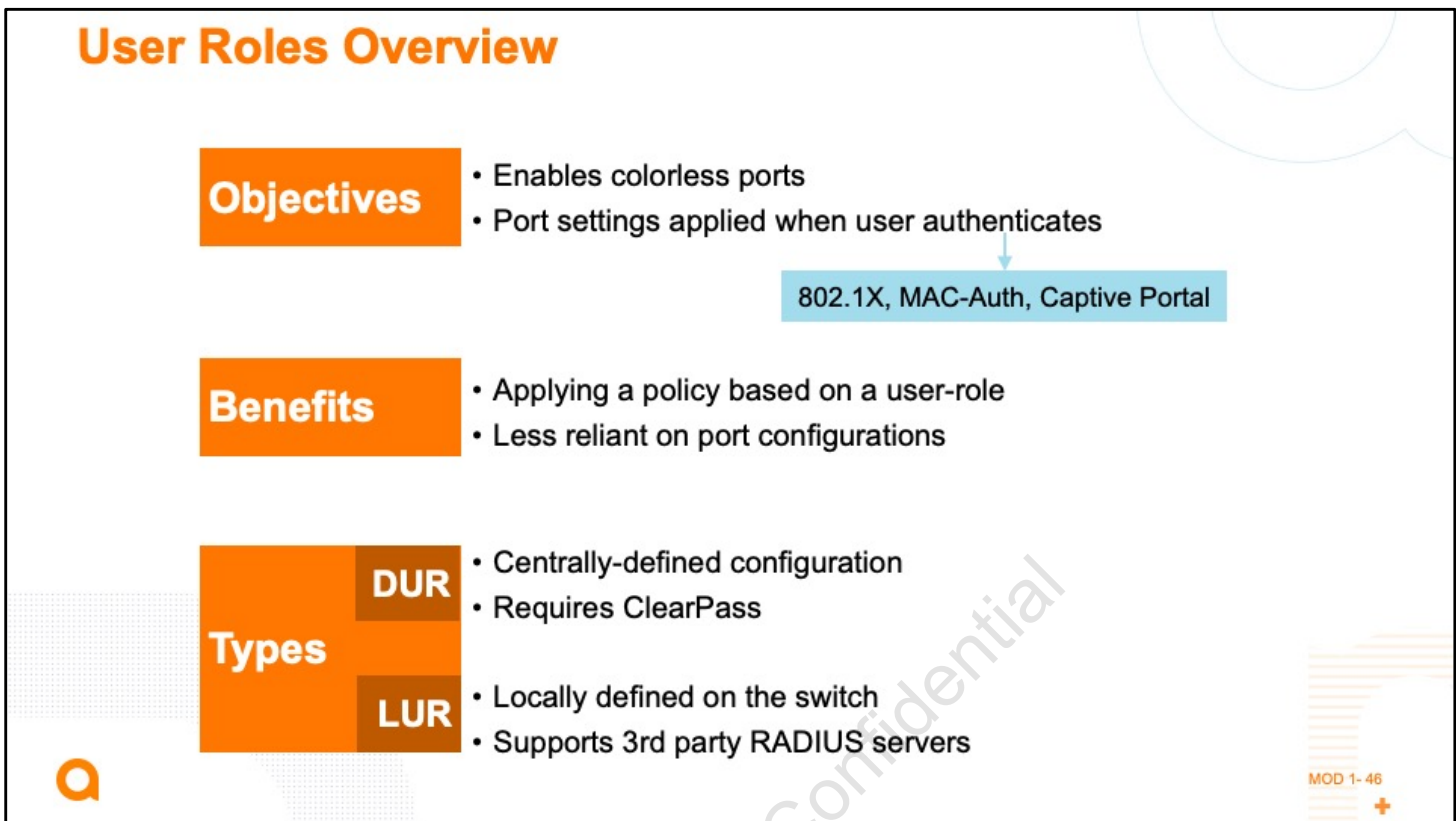 User Roles Overview
Objectives
• Enables colorless ports
• Port settings applied when user authenticates
802.1X, MAC-Auth, Captive Portal
Benefits
• Applying a policy based on a user-role
• Less reliant on port configurations
Types
DUR
• Centrally-defined configuration
• Requires ClearPass
LUR
• Locally defined on the switch
• Supports 3rd party RADIUS servers
Confidential
MOD 1- 46